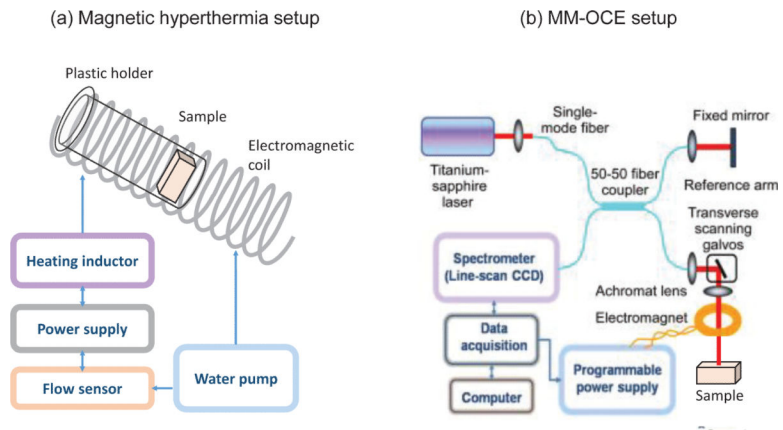 (a) Magnetic hyperthermia setup
Plastic holder
Sample
Electromagnetic
coil
Heating inductor
Power supply
Flow sensor
Water pump
(b) MM-OCE setup
Single-
mode fiber
Fixed mirror
Titanium-
sapphire
laser
50-50 fiber
coupler
Reference arm
Transverse
scanning
galvos
Spectrometer
(Line-scan CCD)
Achromat lens
Electromagnet
Data
acquisition
Programmable
power supply
Computer
Sample